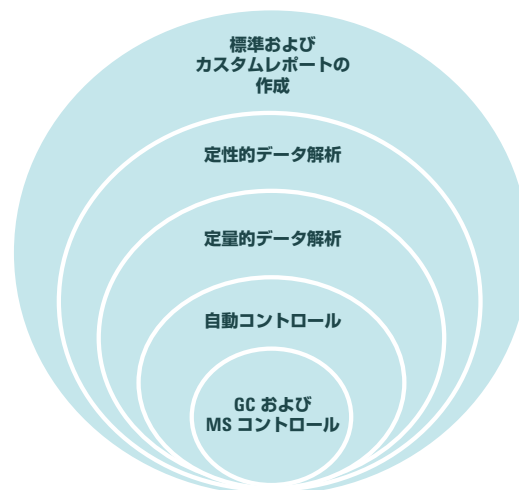 標準および
カスタムレポートの
作成
定性的データ解析
定量的データ解析
自動コントロール
GC および
MS コントロール